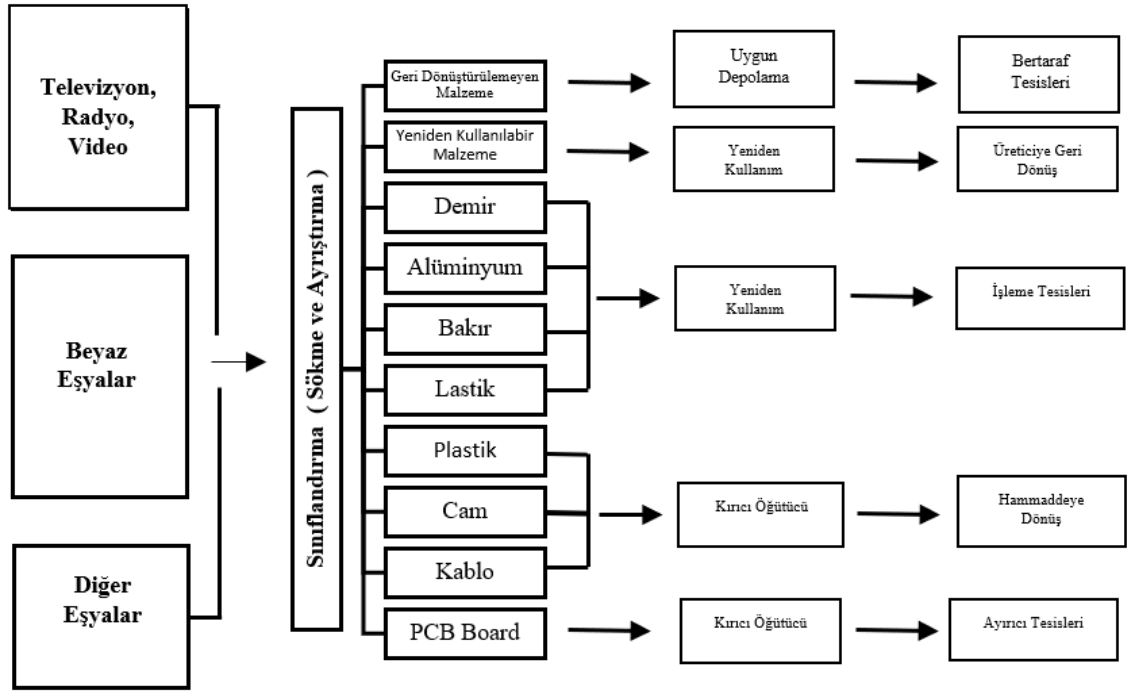 Televizyon,
Radyo,
Video
Beyaz
Eşyalar
Diğer
Eşyalar
Sınıflandırma ( Sökme ve Ayrıştırma )
Geri Dönüştürülemeyen
Malzeme
Yeniden Kullanılabir
Malzeme
Demir
Alüminyum
Bakır
Lastik
Plastik
Cam
Kablo
PCB Board
Uygun
Depolama
Yeniden
Kullanım
Yeniden
Kullanım
Kırıcı Öğütücü
Kırıcı Öğütücü
Bertaraf
Tesisleri
Üreticiye Geri
Dönüş
İşleme Tesisleri
Hammaddeye
Dönüş
Ayırıcı Tesisleri